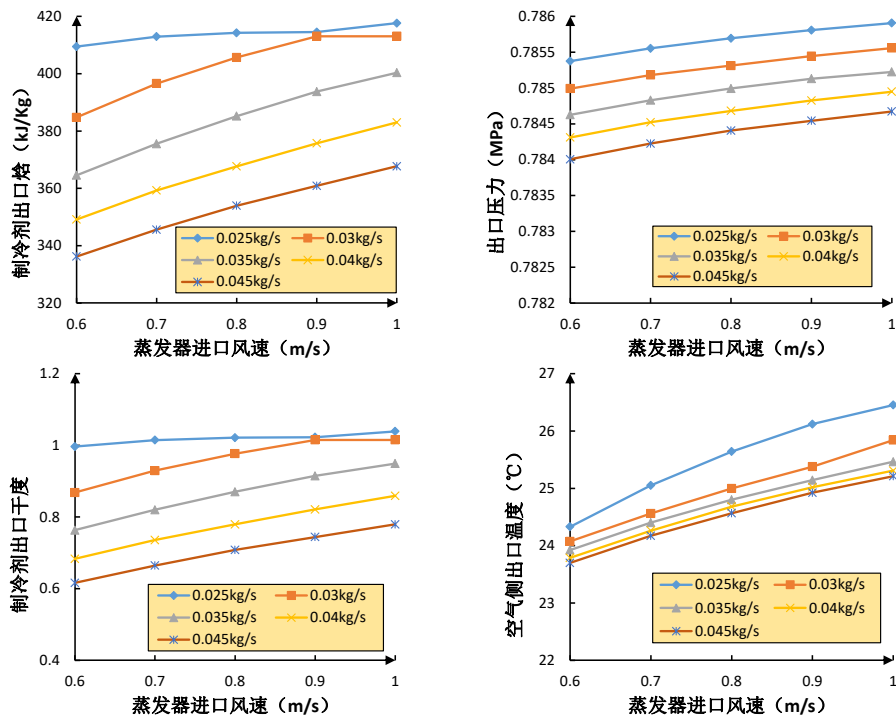 420
400
380
360
340
320
制冷剂出口焓（kJ/Kg）
0.025kg/s 0.03kg/s
0.035kg/s 0.04kg/s
0.045kg/s
0.6 0.7 0.8 0.9 1
蒸发器进口风速（m/s）
0.786
0.7855
0.785
0.7845
0.784
0.7835
0.783
0.7825
0.782
出口压力（MPa）
0.025kg/s 0.03kg/s
0.035kg/s 0.04kg/s
0.045kg/s
0.6 0.7 0.8 0.9 1
蒸发器进口风速（m/s）
1.2
1
0.8
0.6
0.4
制冷剂出口干度
0.025kg/s 0.03kg/s
0.035kg/s 0.04kg/s
0.045kg/s
0.6 0.7 0.8 0.9 1
蒸发器进口风速（m/s）
27
26
25
24
23
22
空气侧出口温度（℃）
0.025kg/s 0.03kg/s
0.035kg/s 0.04kg/s
0.045kg/s
0.6 0.7 0.8 0.9 1
蒸发器进口风速（m/s）